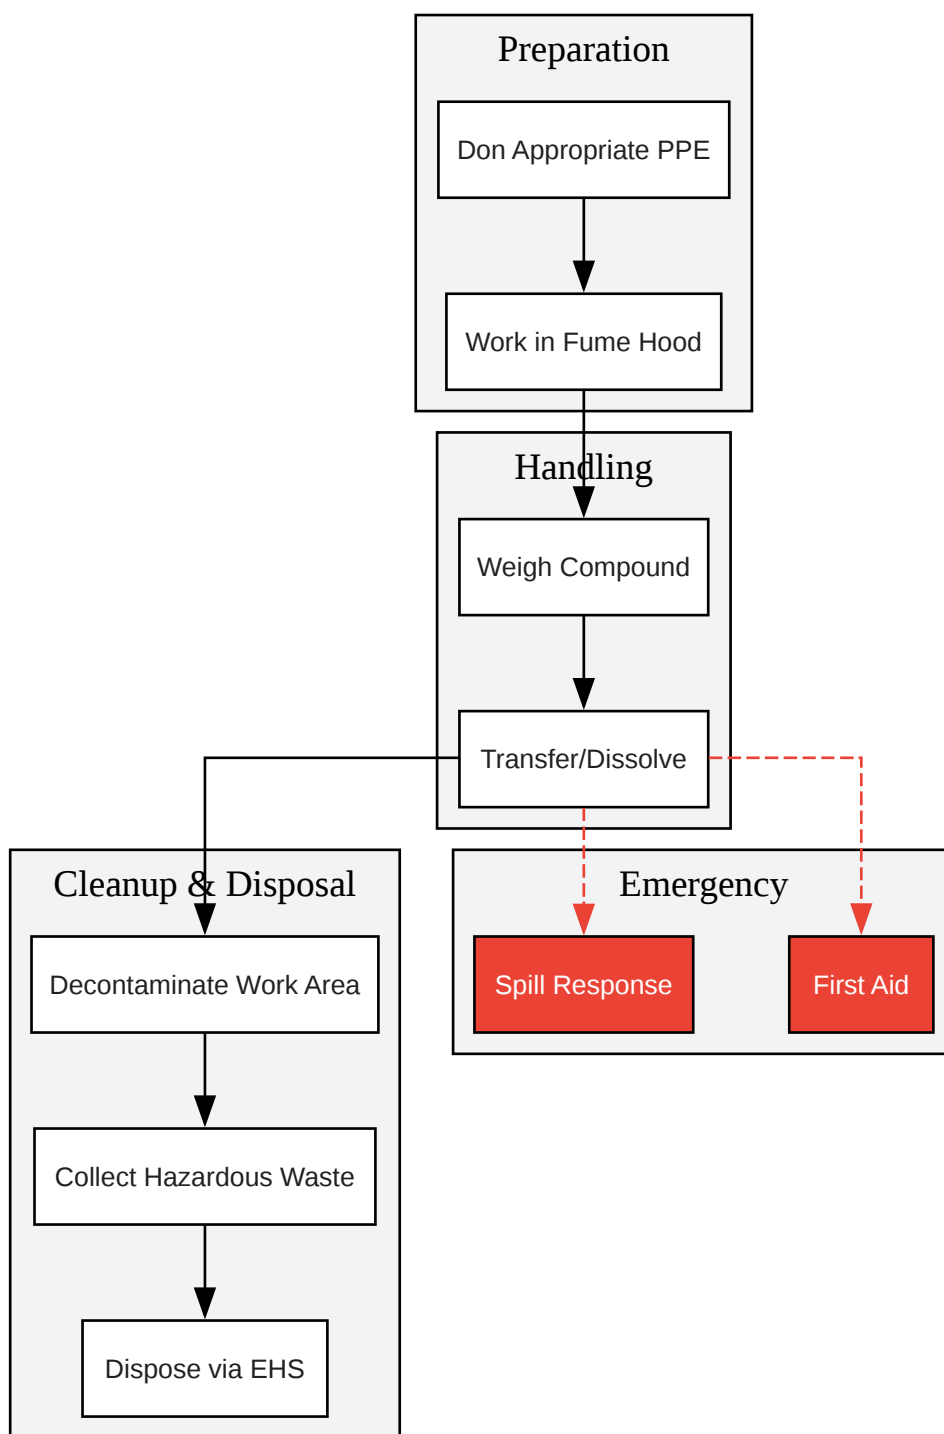 Preparation
Don Appropriate PPE
Work in Fume Hood
Handling
Weigh Compound
Transfer/Dissolve
Cleanup & Disposal
Decontaminate Work Area
Collect Hazardous Waste
Dispose via EHS
Emergency
Spill Response
First Aid